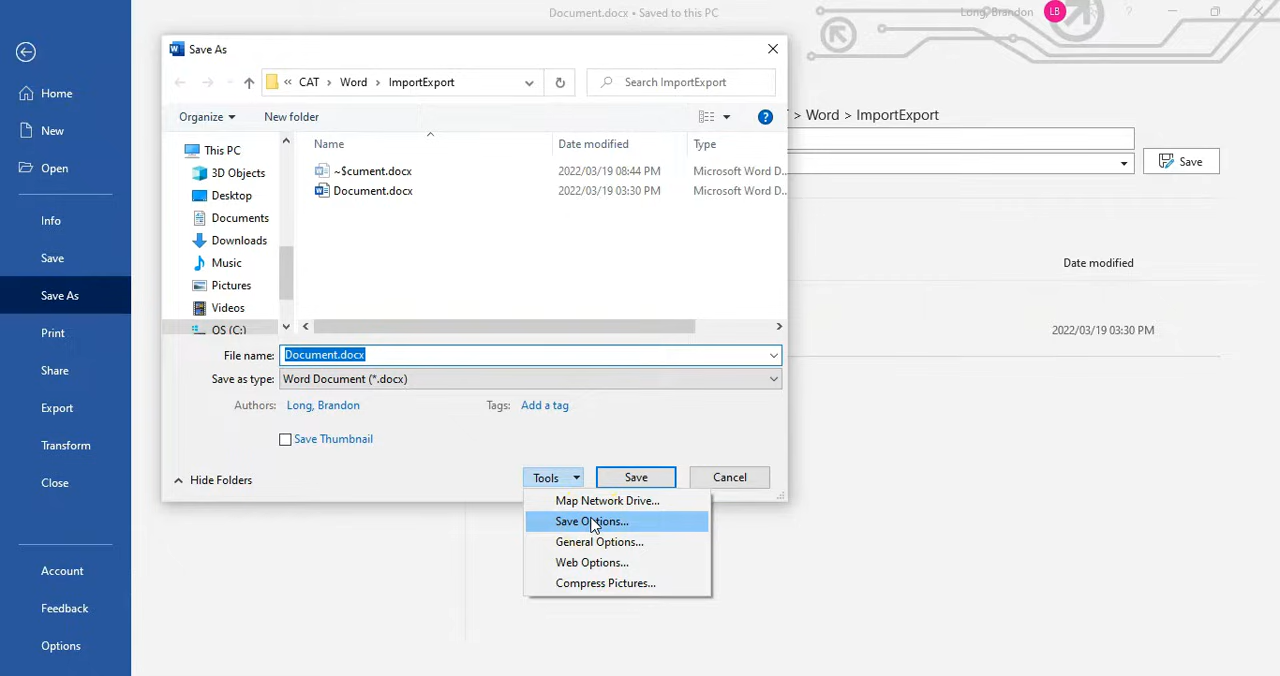 Document.docx • Saved to this PC
Long, Brandon
LB
?
Home
New
Open
Info
Save
Save As
Print
Share
Export
Transform
Close
Account
Feedback
Options
Save As
« CAT › Word › ImportExport
Search ImportExport
Organize
New folder
?
This PC
3D Objects
Desktop
Documents
Downloads
Music
Pictures
Videos
OS (C:)
Name
Date modified
Type
~$cument.docx
2022/03/19 08:44 PM
Microsoft Word D...
Document.docx
2022/03/19 03:30 PM
Microsoft Word D...
File name:
Document.docx
Save as type:
Word Document (*.docx)
Authors:
Long, Brandon
Tags:
Add a tag
Save Thumbnail
Hide Folders
Tools
Save
Cancel
Map Network Drive...
Save Options...
General Options...
Web Options...
Compress Pictures...
> Word > ImportExport
Save
Date modified
2022/03/19 03:30 PM